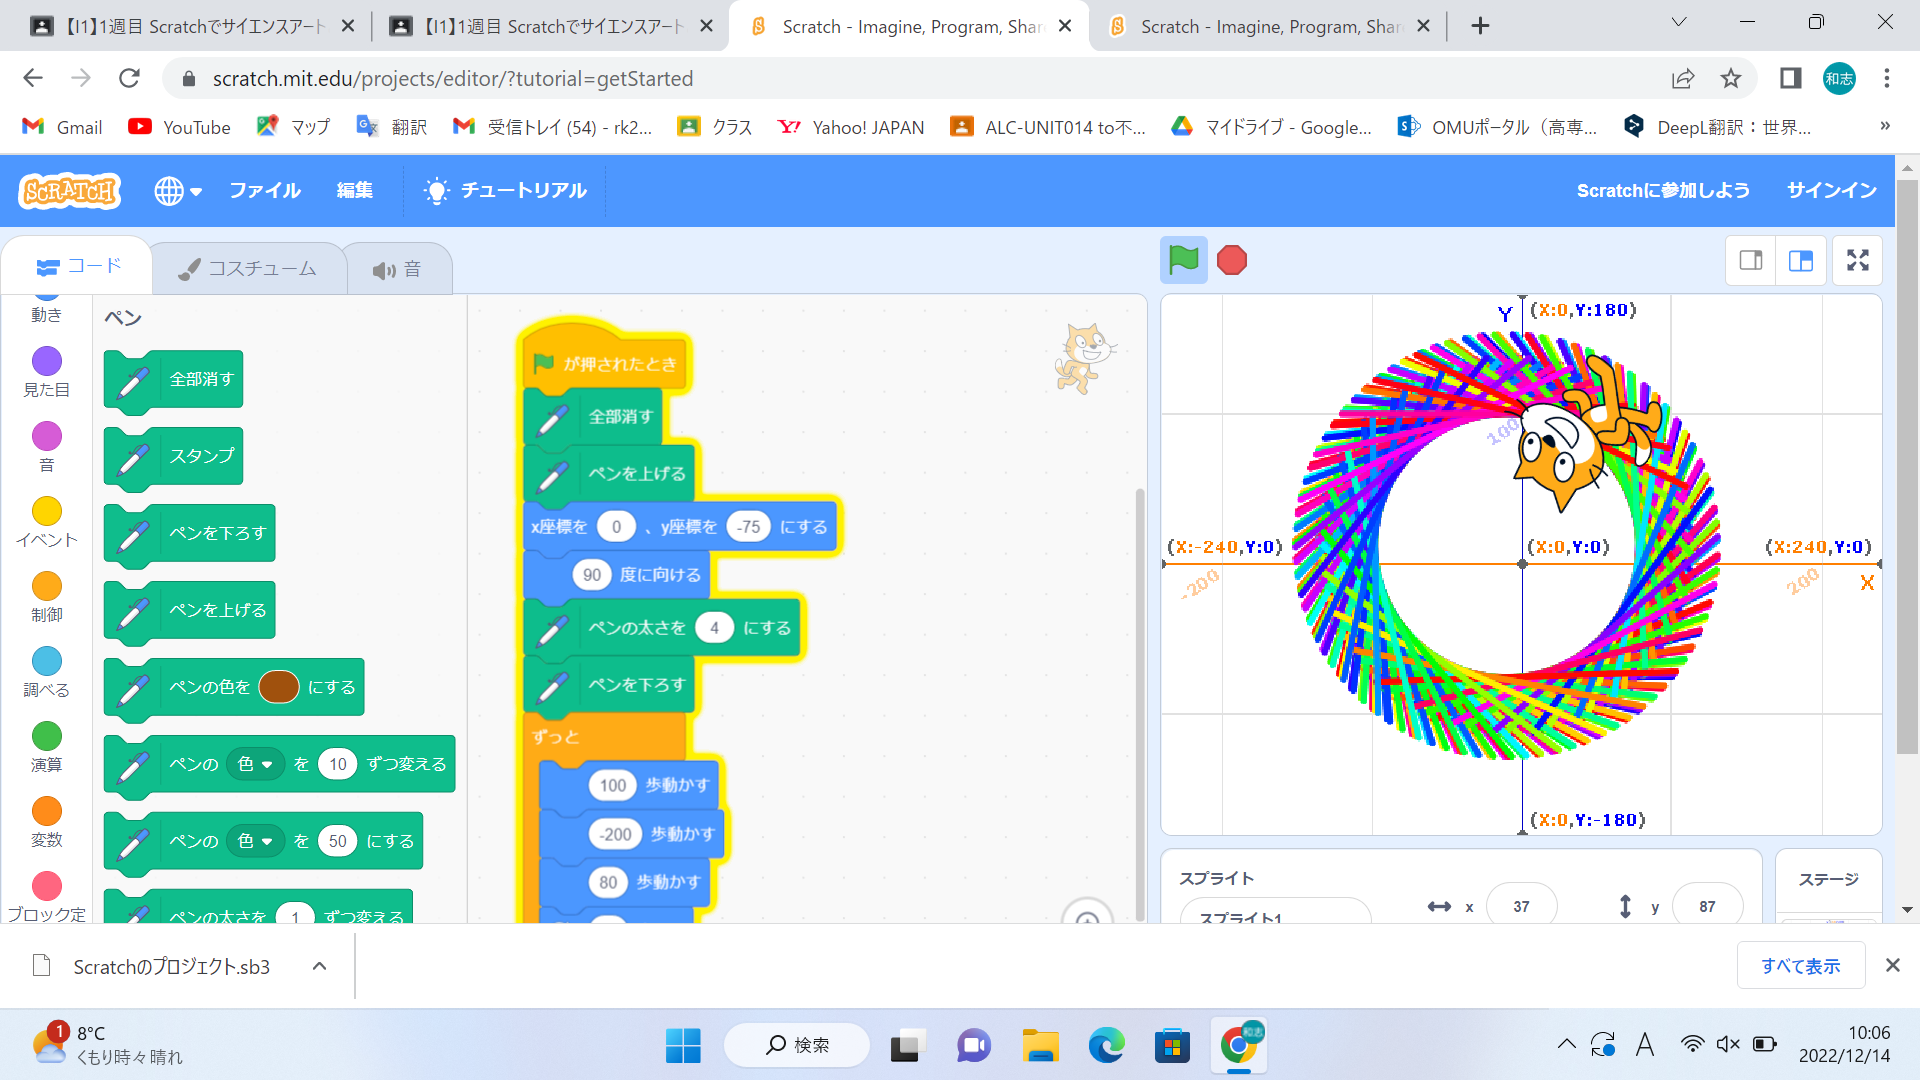 【I1】1週目 Scratchでサイエンスアート
【I1】1週目 Scratchでサイエンスアート
Scratch - Imagine, Program, Shar
Scratch - Imagine, Program, Shar
scratch.mit.edu/projects/editor/?tutorial=getStarted
和志
Gmail
YouTube
マップ
翻訳
受信トレイ (54) - rk2...
クラス
Yahoo! JAPAN
ALC-UNIT014 to不...
マイドライブ - Google...
OMUポータル（高専...
DeepL翻訳：世界...
»
SCRATCH
ファイル
編集
チュートリアル
Scratchに参加しよう
サインイン
コード
コスチューム
音
動き
見た目
音
イベント
制御
調べる
演算
変数
ブロック定
ペン
全部消す
スタンプ
ペンを下ろす
ペンを上げる
ペンの色を にする
ペンの 色 を 10 ずつ変える
ペンの 色 を 50 にする
ペンの太さを 1 ずつ変える
が押されたとき
全部消す
ペンを上げる
x座標を 0 、y座標を -75 にする
90 度に向ける
ペンの太さを 4 にする
ペンを下ろす
ずっと
100 歩動かす
-200 歩動かす
80 歩動かす
Y (X:0,Y:180)
100
(X:-240,Y:0) (X:0,Y:0) (X:240,Y:0)
-200 200 X
(X:0,Y:-180)
スプライト
スプライト1
x 37
y 87
ステージ
Scratchのプロジェクト.sb3
すべて表示
1
8°C
くもり時々晴れ
検索
和志
A
10:06
2022/12/14